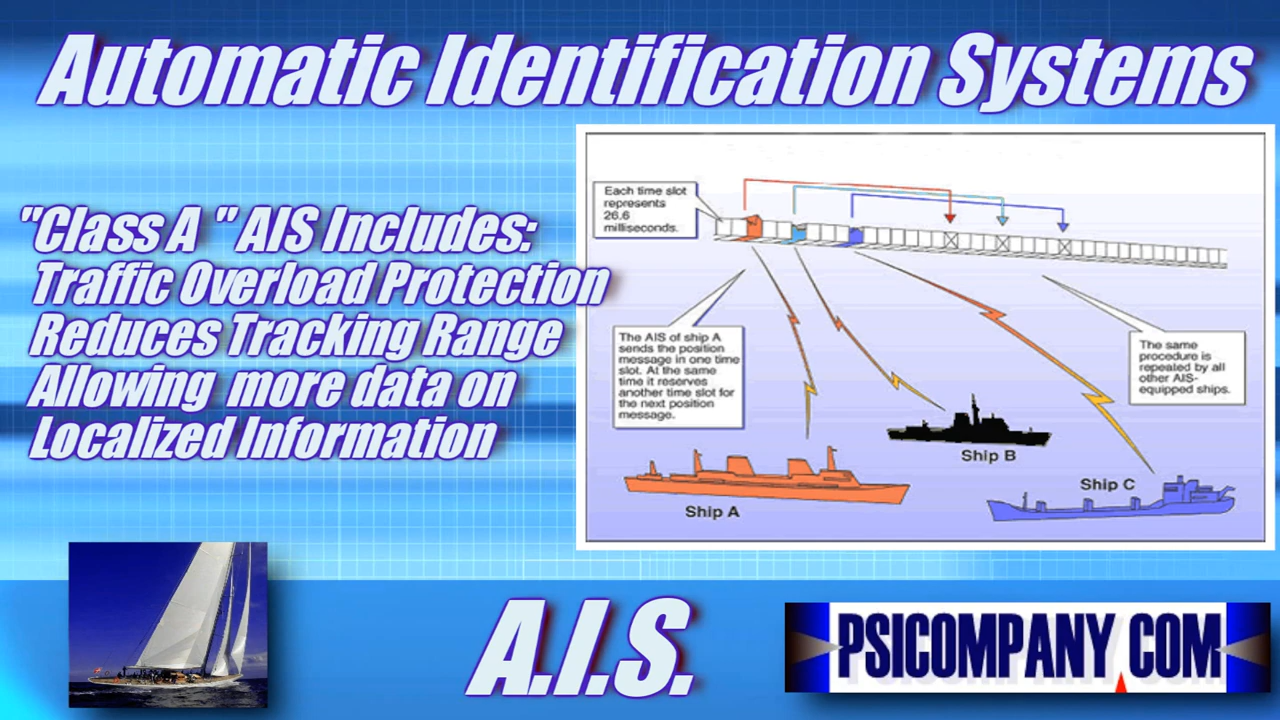 Automatic Identification Systems
"Class A " AIS Includes:
Traffic Overload Protection
Reduces Tracking Range
Allowing more data on
Localized Information
Each time slot
represents
26.6
milliseconds.
The AIS of ship A
sends the position
message in one time
slot. At the same
time it reserves
another time slot for
the next position
message.
The same
procedure is
repeated by all
other AIS-
equipped ships.
Ship A
Ship B
Ship C
A.I.S.
PSICOMPANY.COM